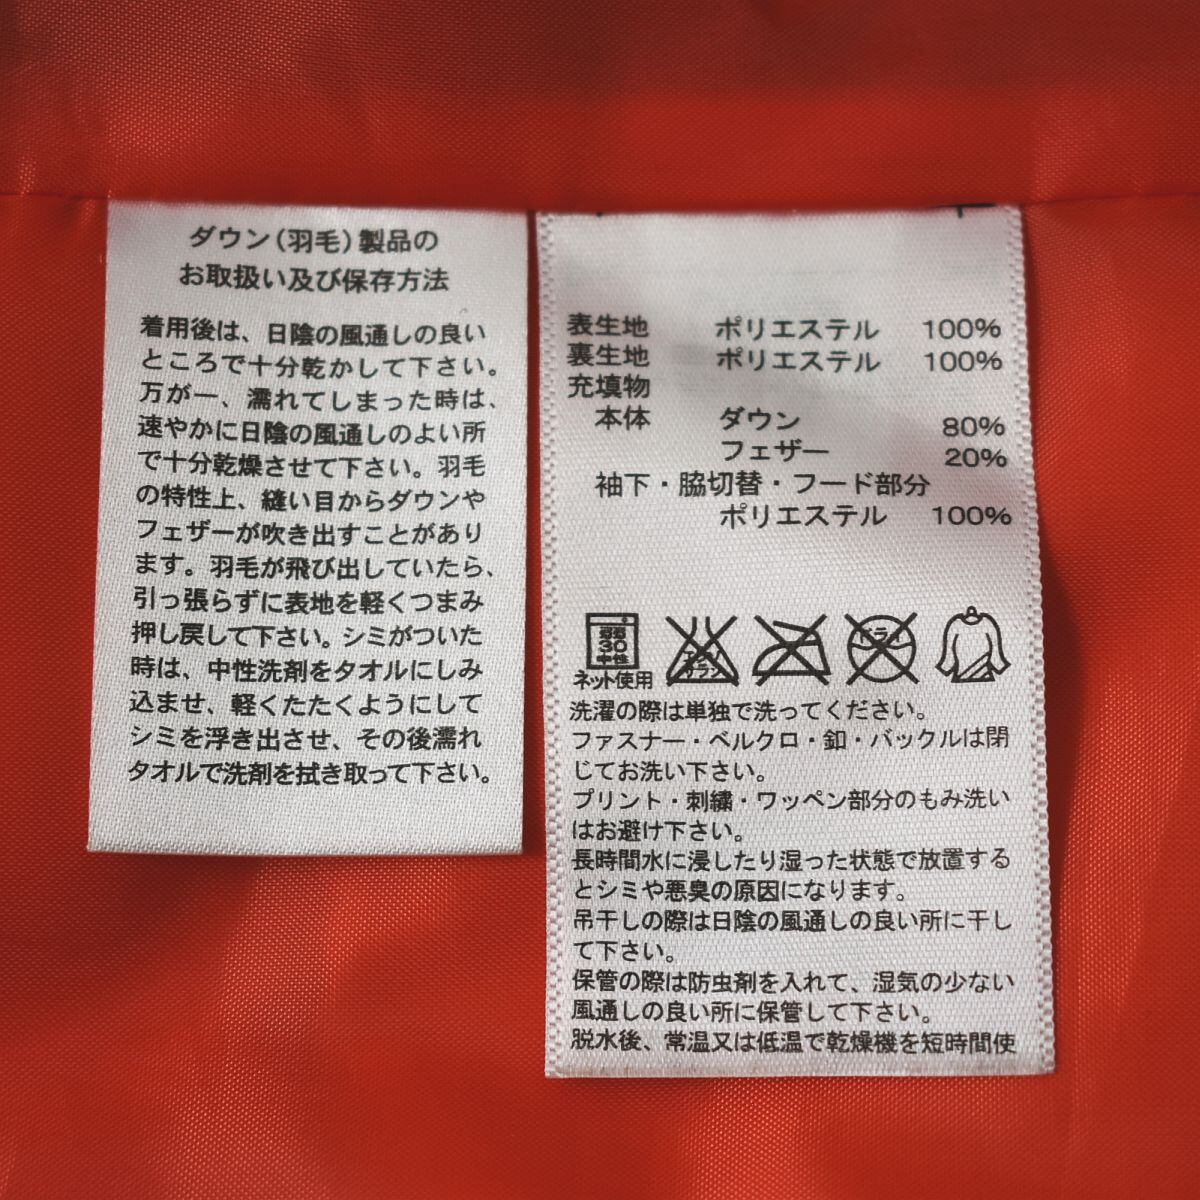 ダウン(羽毛)製品の
お取扱い及び保存方法
着用後は、日陰の風通しの良い
ところで十分乾かして下さい。
万が一、濡れてしまった時は、
速やかに日陰の風通しのよい所
で十分乾燥させて下さい。羽毛
の特性上、縫い目からダウンや
フェザーが吹き出すことがあり
ます。羽毛が飛び出していたら、
引っ張らずに表地を軽くつまみ
押し戻して下さい。シミがついた
時は、中性洗剤をタオルにしみ
込ませ、軽くたたくようにして
シミを浮き出させ、その後濡れ
タオルで洗剤を拭き取って下さい。
表生地 ポリエステル 100%
裏生地 ポリエステル 100%
充填物
本体 ダウン 80%
フェザー 20%
袖下・脇切替・フード部分
ポリエステル 100%
弱
30
中性
ネット使用
エンソ
サラシ
ドライ
洗濯の際は単独で洗ってください。
ファスナー・ベルクロ・釦・バックルは閉
じてお洗い下さい。
プリント・刺繍・ワッペン部分のもみ洗い
はお避け下さい。
長時間水に浸したり湿った状態で放置する
とシミや悪臭の原因になります。
吊干しの際は日陰の風通しの良い所に干し
て下さい。
保管の際は防虫剤を入れて、湿気の少ない
風通しの良い所に保管して下さい。
脱水後、常温又は低温で乾燥機を短時間使